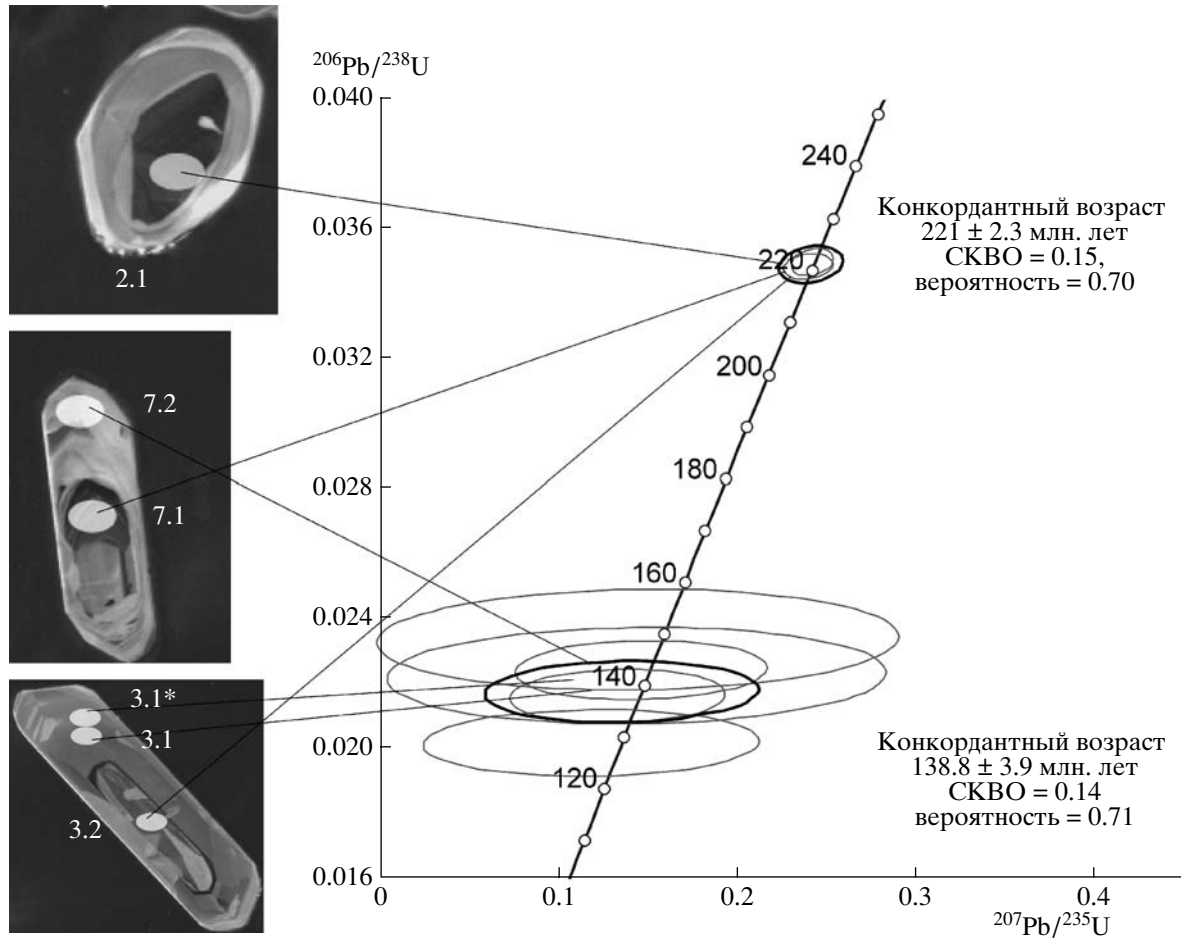 2.1
7.2
7.1
3.1*
3.1
3.2
206Pb/238U
0.040
0.036
0.032
0.028
0.024
0.020
0.016
240
220
200
180
160
140
120
Конкордантный возраст
221 ± 2.3 млн. лет
СКВО = 0.15,
вероятность = 0.70
Конкордантный возраст
138.8 ± 3.9 млн. лет
СКВО = 0.14
вероятность = 0.71
0
0.1
0.2
0.3
0.4
207Pb/235U